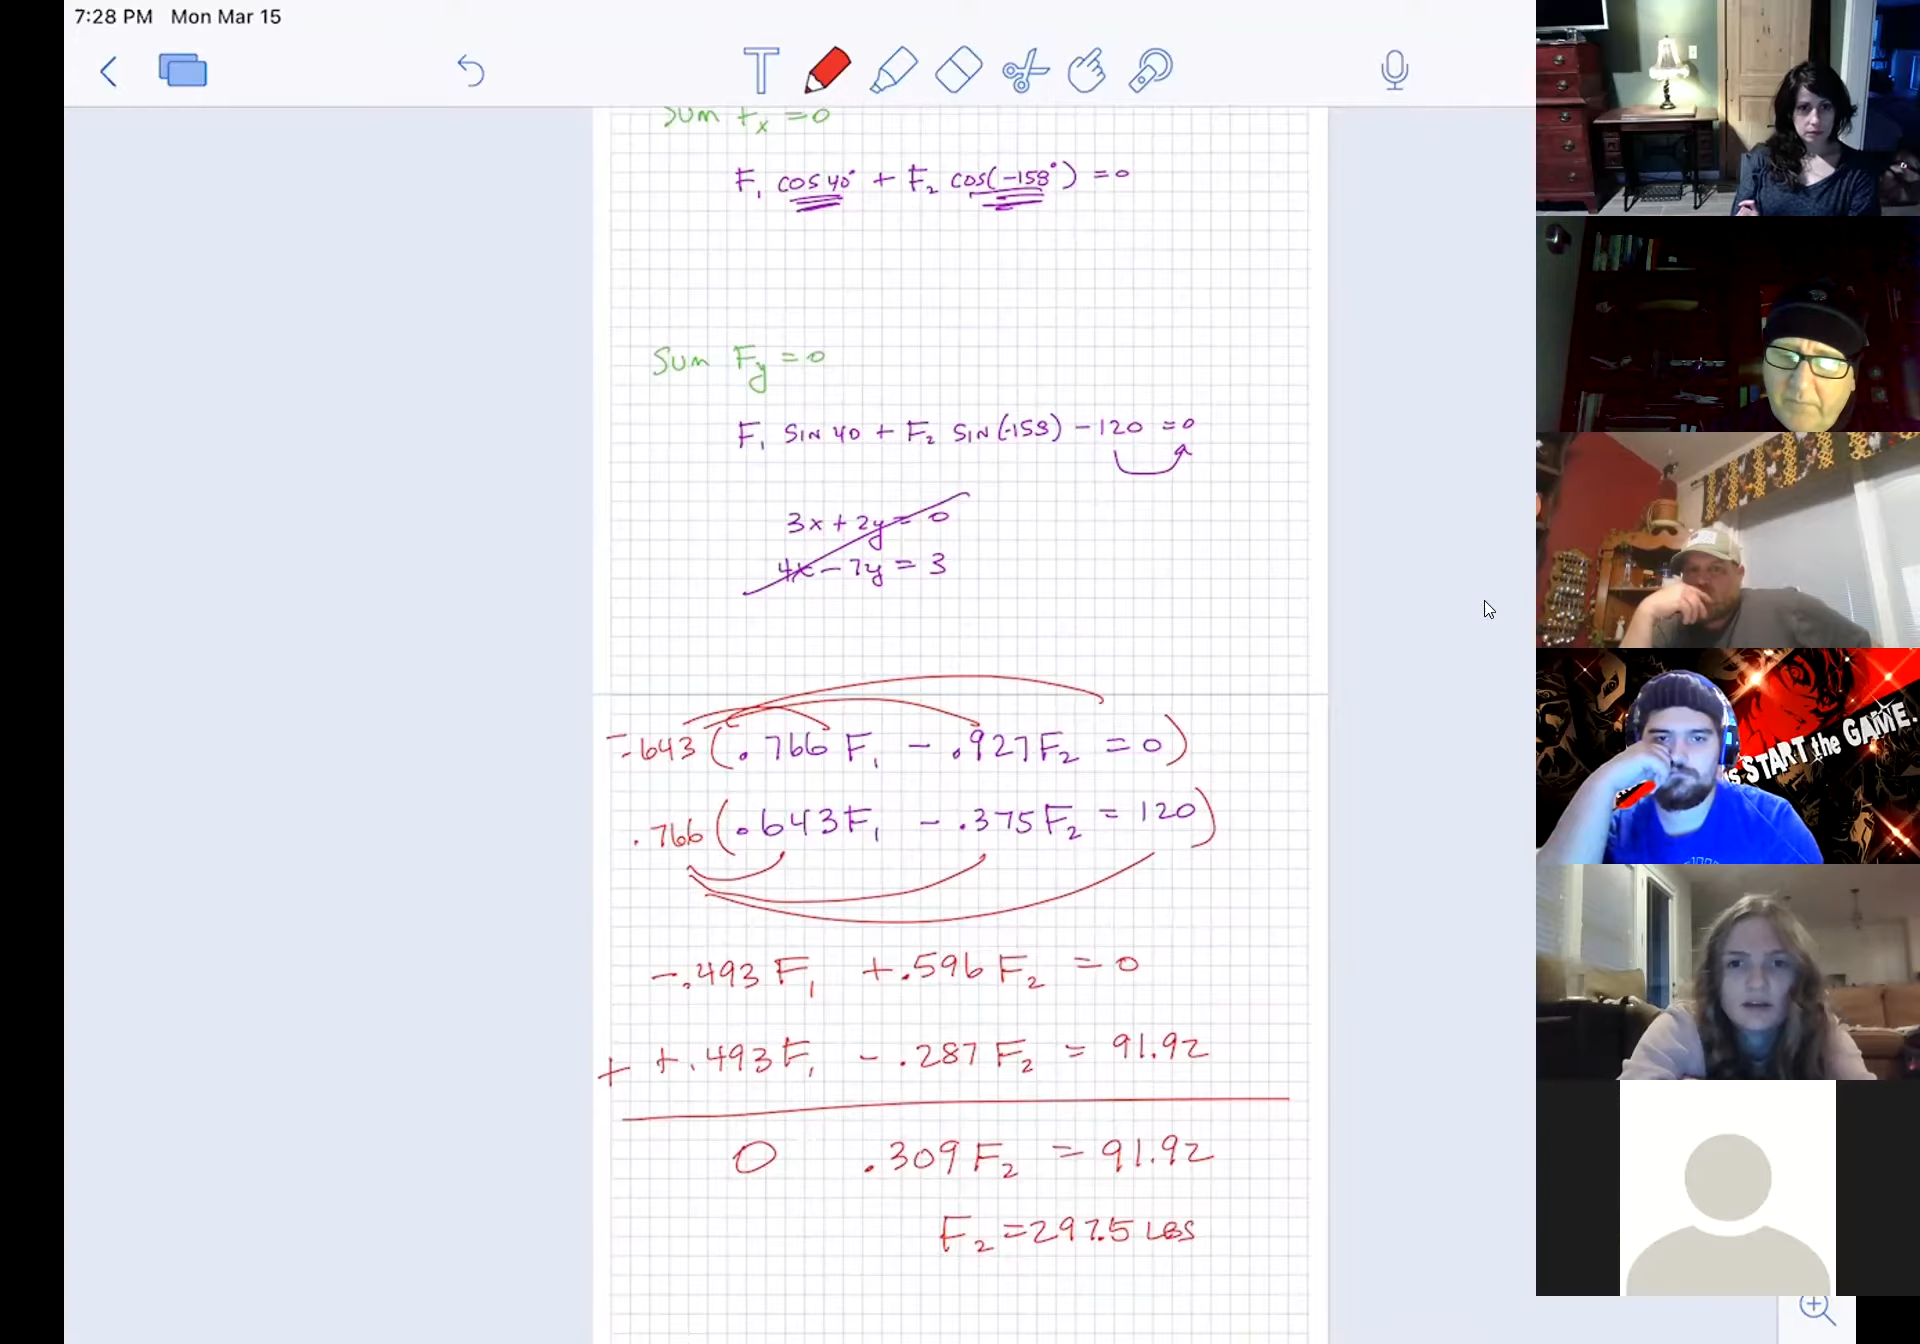 7:28 PM Mon Mar 15
Sum Fx = 0
F1 cos 40° + F2 cos(-158°) = 0
Sum Fy = 0
F1 sin 40 + F2 sin(-158) - 120 = 0
3x + 2y = 0
4x - 7y = 3
-.643 (.766 F1 - .927 F2 = 0)
.766 (.643 F1 - .375 F2 = 120)
-.493 F1 + .596 F2 = 0
+ +.493 F1 - .287 F2 = 91.92
0 .309 F2 = 91.92
F2 = 297.5 LBS
START the GAME.